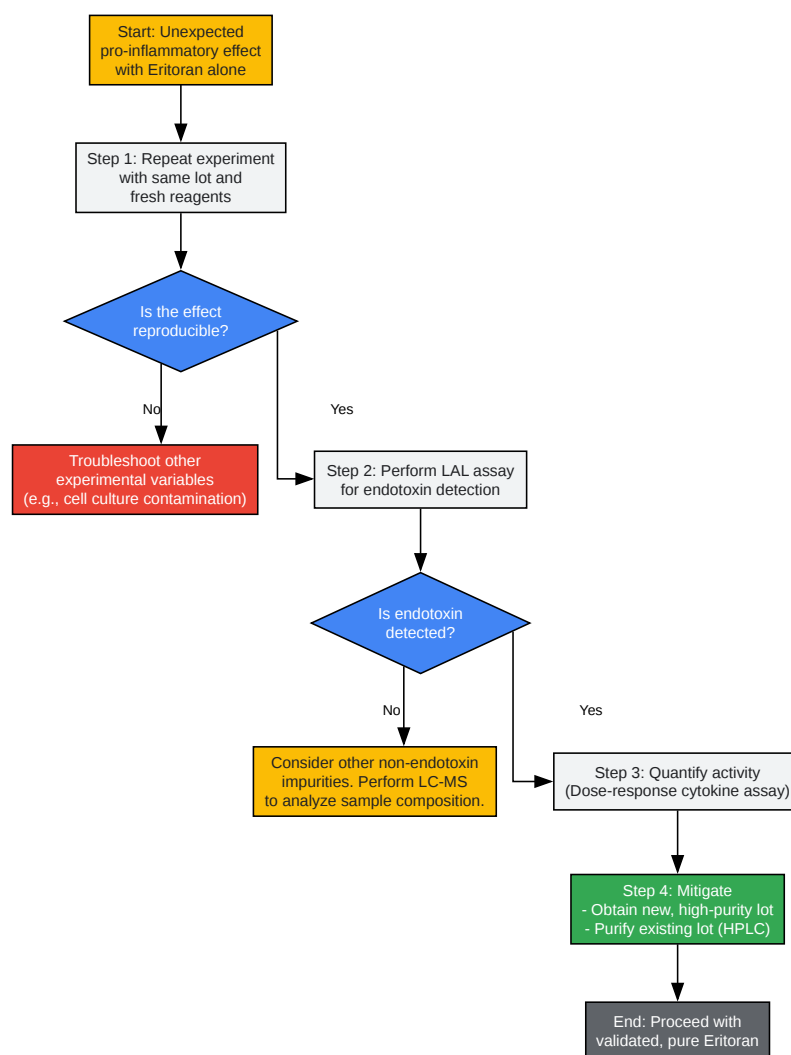 Start: Unexpected
pro-inflammatory effect
with Eritoran alone
Step 1: Repeat experiment
with same lot and
fresh reagents
Is the effect
reproducible?
No
Yes
Troubleshoot other
experimental variables
(e.g., cell culture contamination)
Step 2: Perform LAL assay
for endotoxin detection
Is endotoxin
detected?
No
Yes
Consider other non-endotoxin
impurities. Perform LC-MS
to analyze sample composition.
Step 3: Quantify activity
(Dose-response cytokine assay)
Step 4: Mitigate
- Obtain new, high-purity lot
- Purify existing lot (HPLC)
End: Proceed with
validated, pure Eritoran